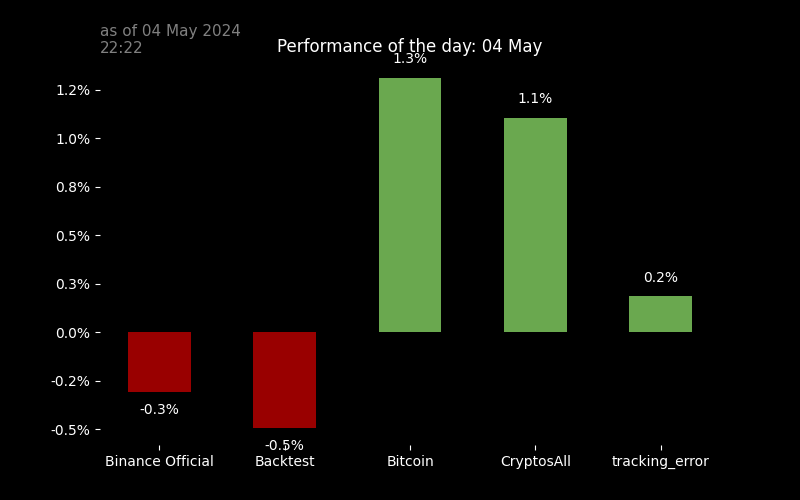 as of 04 May 2024
22:22
Performance of the day: 04 May
1.3%
1.2%
1.1%
1.0%
0.8%
0.5%
0.3%
0.2%
0.0%
-0.2%
-0.3%
-0.5%
-0.5%
Binance Official
Backtest
Bitcoin
CryptosAll
tracking_error